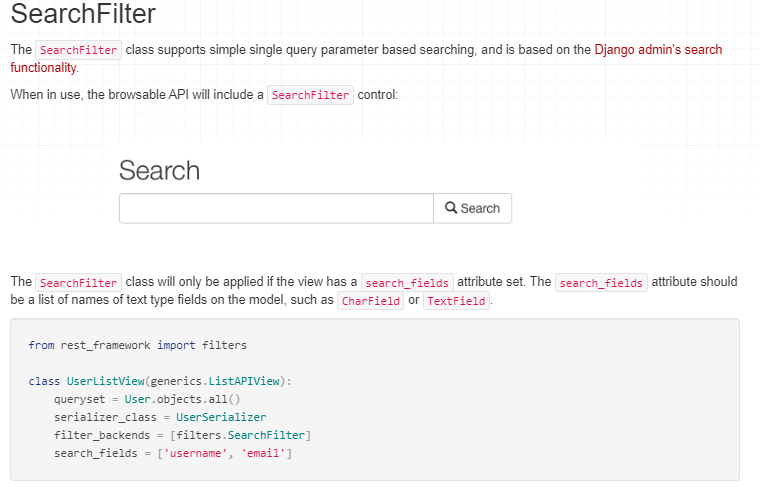 SearchFilter
The SearchFilter class supports simple single query parameter based searching, and is based on the Django admin's search
functionality.
When in use, the browsable API will include a SearchFilter control:
Search
Search
The SearchFilter class will only be applied if the view has a search_fields attribute set. The search_fields attribute should
be a list of names of text type fields on the model, such as CharField or TextField.
from rest_framework import filters
class UserListView(generics.ListAPIView):
    queryset = User.objects.all()
    serializer_class = UserSerializer
    filter_backends = [filters.SearchFilter]
    search_fields = ['username', 'email']